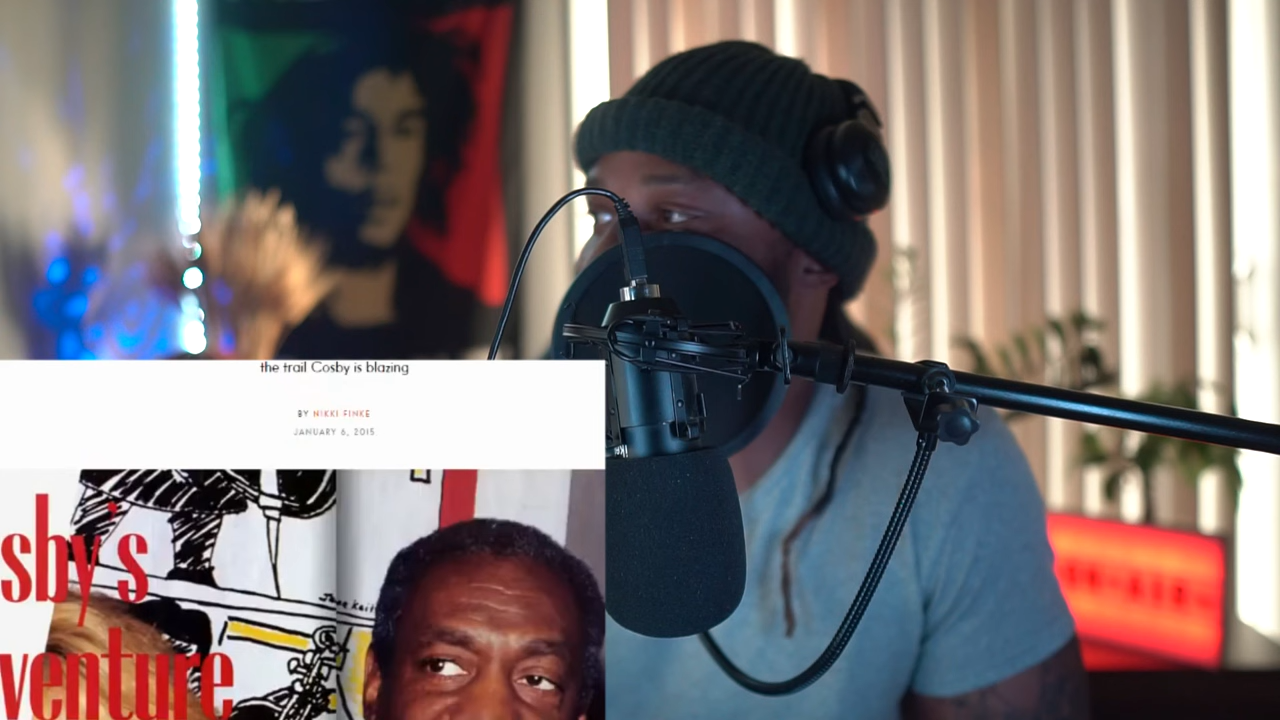 the trail Cosby is blazing
BY NIKKI FINKE
JANUARY 6, 2015
sby's
venture